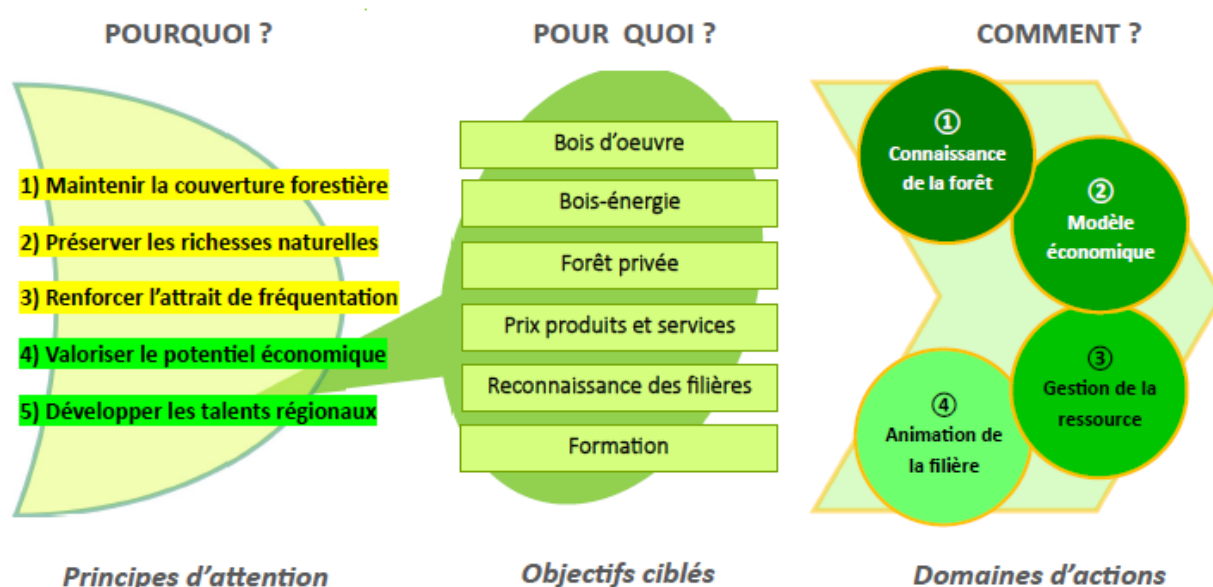 POURQUOI ?
1) Maintenir la couverture forestière
2) Préserver les richesses naturelles
3) Renforcer l'attrait de fréquentation
4) Valoriser le potentiel économique
5) Développer les talents régionaux
Principes d'attention
POUR QUOI ?
Bois d'oeuvre
Bois-énergie
Forêt privée
Prix produits et services
Reconnaissance des filières
Formation
Objectifs ciblés
COMMENT ?
①
Connaissance
de la forêt
②
Modèle
économique
③
Gestion de la
ressource
④
Animation de
la filière
Domaines d'actions